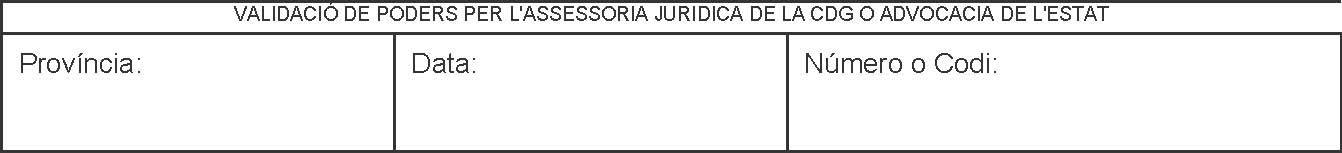 VALIDACIÓ DE PODERS PER L'ASSESSORIA JURIDICA DE LA CDG O ADVOCACIA DE L'ESTAT
Província: Data: Número o Codi: